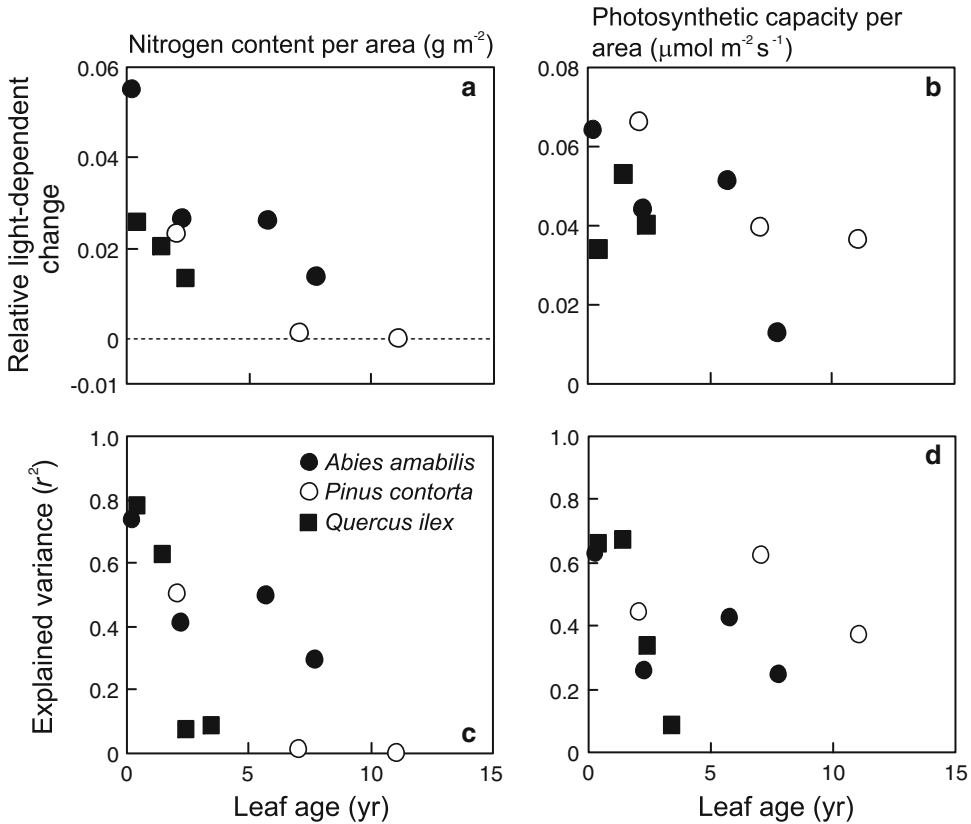 Nitrogen content per area (g m⁻²)
Photosynthetic capacity per
area (μmol m⁻² s⁻¹)
Relative light-dependent
change
0.06
0.04
0.02
0
-0.01
a
0.08
0.06
0.04
0.02
0
b
Explained variance (r²)
1.0
0.8
0.6
0.4
0.2
0
Abies amabilis
Pinus contorta
Quercus ilex
c
0 5 10 15
Leaf age (yr)
1.0
0.8
0.6
0.4
0.2
0
d
0 5 10 15
Leaf age (yr)